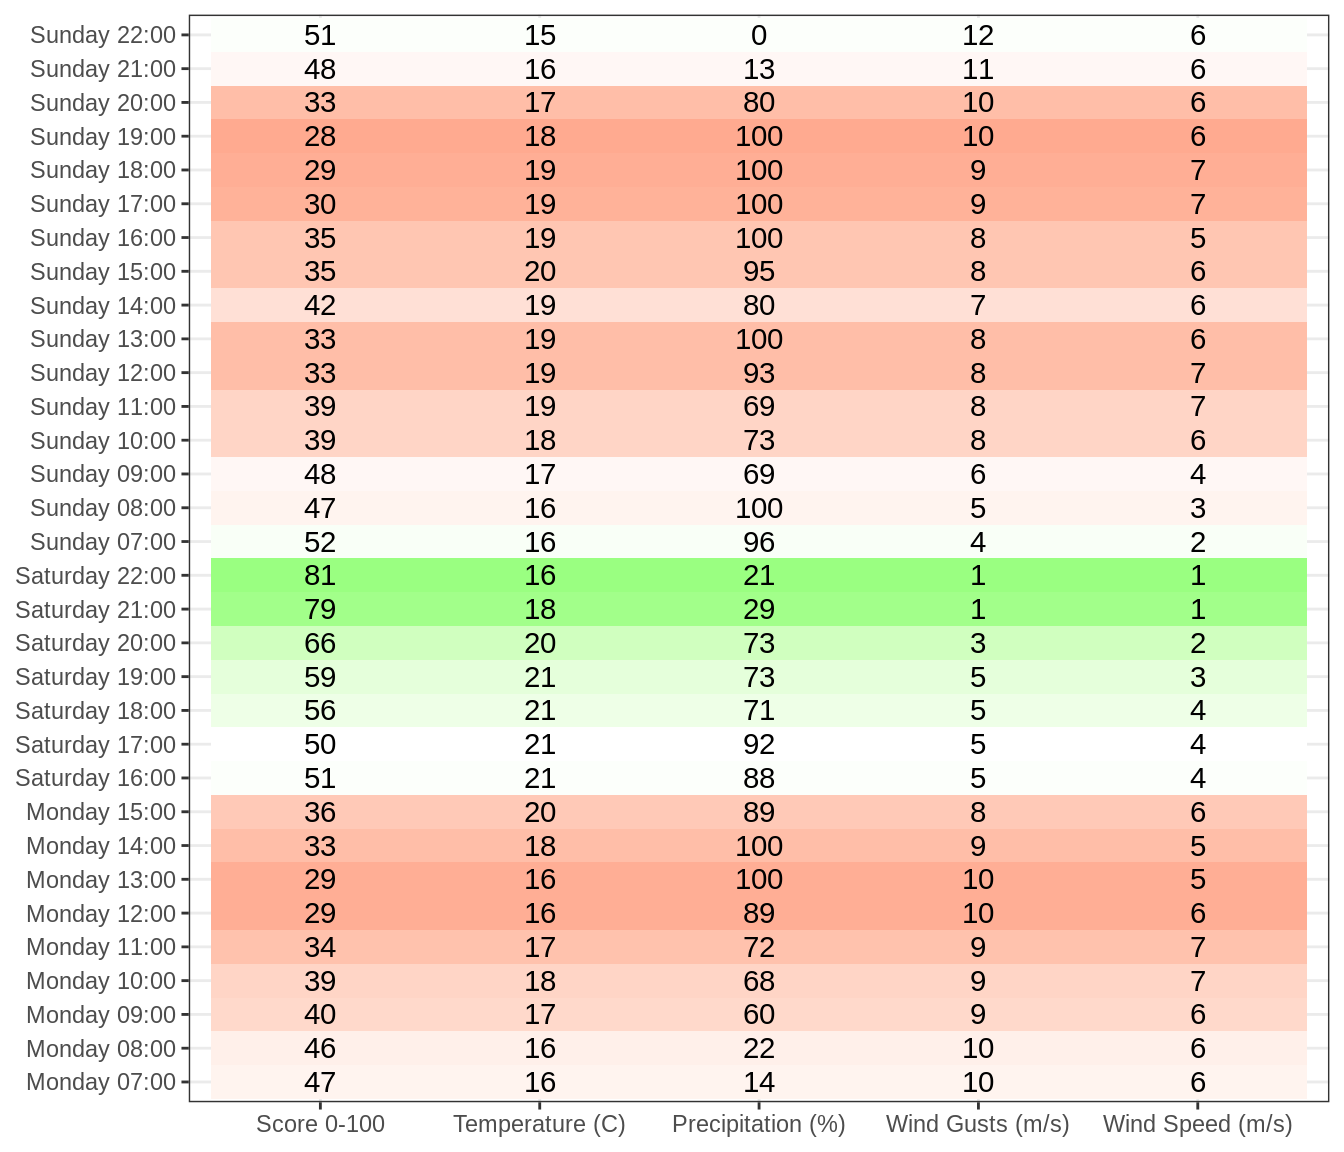 Sunday 22:00 51 15 0 12 6
Sunday 21:00 48 16 13 11 6
Sunday 20:00 33 17 80 10 6
Sunday 19:00 28 18 100 10 6
Sunday 18:00 29 19 100 9 7
Sunday 17:00 30 19 100 9 7
Sunday 16:00 35 19 100 8 5
Sunday 15:00 35 20 95 8 6
Sunday 14:00 42 19 80 7 6
Sunday 13:00 33 19 100 8 6
Sunday 12:00 33 19 93 8 7
Sunday 11:00 39 19 69 8 7
Sunday 10:00 39 18 73 8 6
Sunday 09:00 48 17 69 6 4
Sunday 08:00 47 16 100 5 3
Sunday 07:00 52 16 96 4 2
Saturday 22:00 81 16 21 1 1
Saturday 21:00 79 18 29 1 1
Saturday 20:00 66 20 73 3 2
Saturday 19:00 59 21 73 5 3
Saturday 18:00 56 21 71 5 4
Saturday 17:00 50 21 92 5 4
Saturday 16:00 51 21 88 5 4
Monday 15:00 36 20 89 8 6
Monday 14:00 33 18 100 9 5
Monday 13:00 29 16 100 10 5
Monday 12:00 29 16 89 10 6
Monday 11:00 34 17 72 9 7
Monday 10:00 39 18 68 9 7
Monday 09:00 40 17 60 9 6
Monday 08:00 46 16 22 10 6
Monday 07:00 47 16 14 10 6
Score 0-100 Temperature (C) Precipitation (%) Wind Gusts (m/s) Wind Speed (m/s)